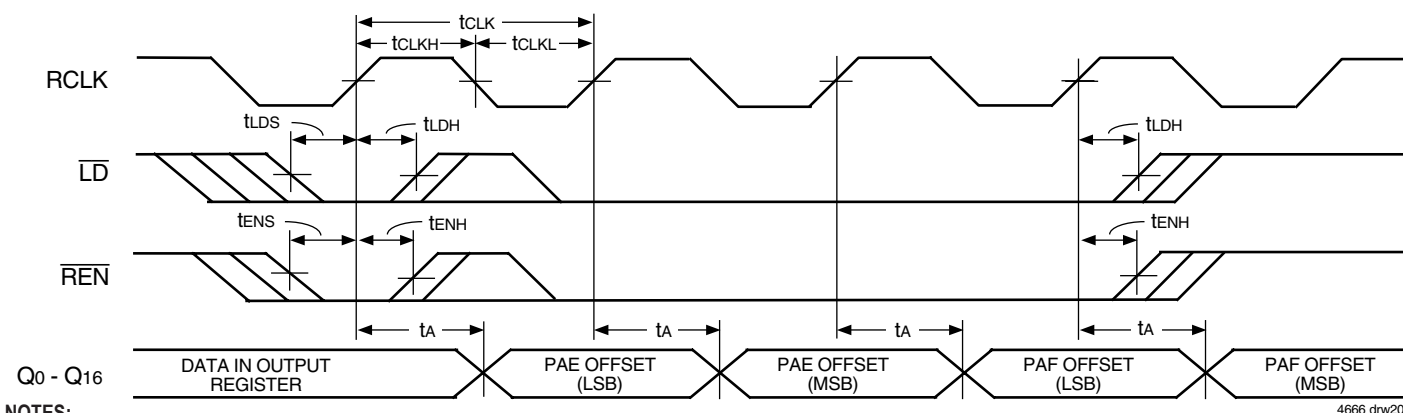 tCLK
tCLKH
tCLKL
RCLK
tLDS
tLDH
tLDH
LD
tENS
tENH
tENH
REN
tA
tA
tA
tA
Q0 - Q16
DATA IN OUTPUT
REGISTER
PAE OFFSET
(LSB)
PAE OFFSET
(MSB)
PAF OFFSET
(LSB)
PAF OFFSET
(MSB)
NOTES:
4666 drw20